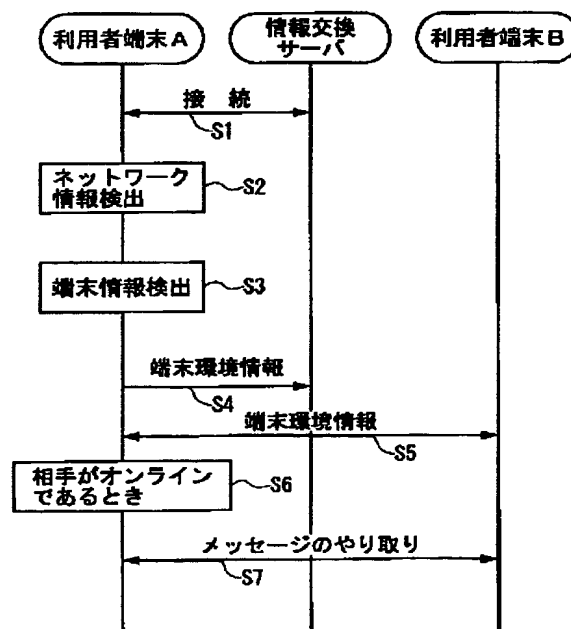 利用者端末A
情報交換
サーバ
利用者端末B
接 続
S1
ネットワーク
情報検出
S2
端末情報検出
S3
端末環境情報
S4
端末環境情報
S5
相手がオンライン
であるとき
S6
メッセージのやり取り
S7